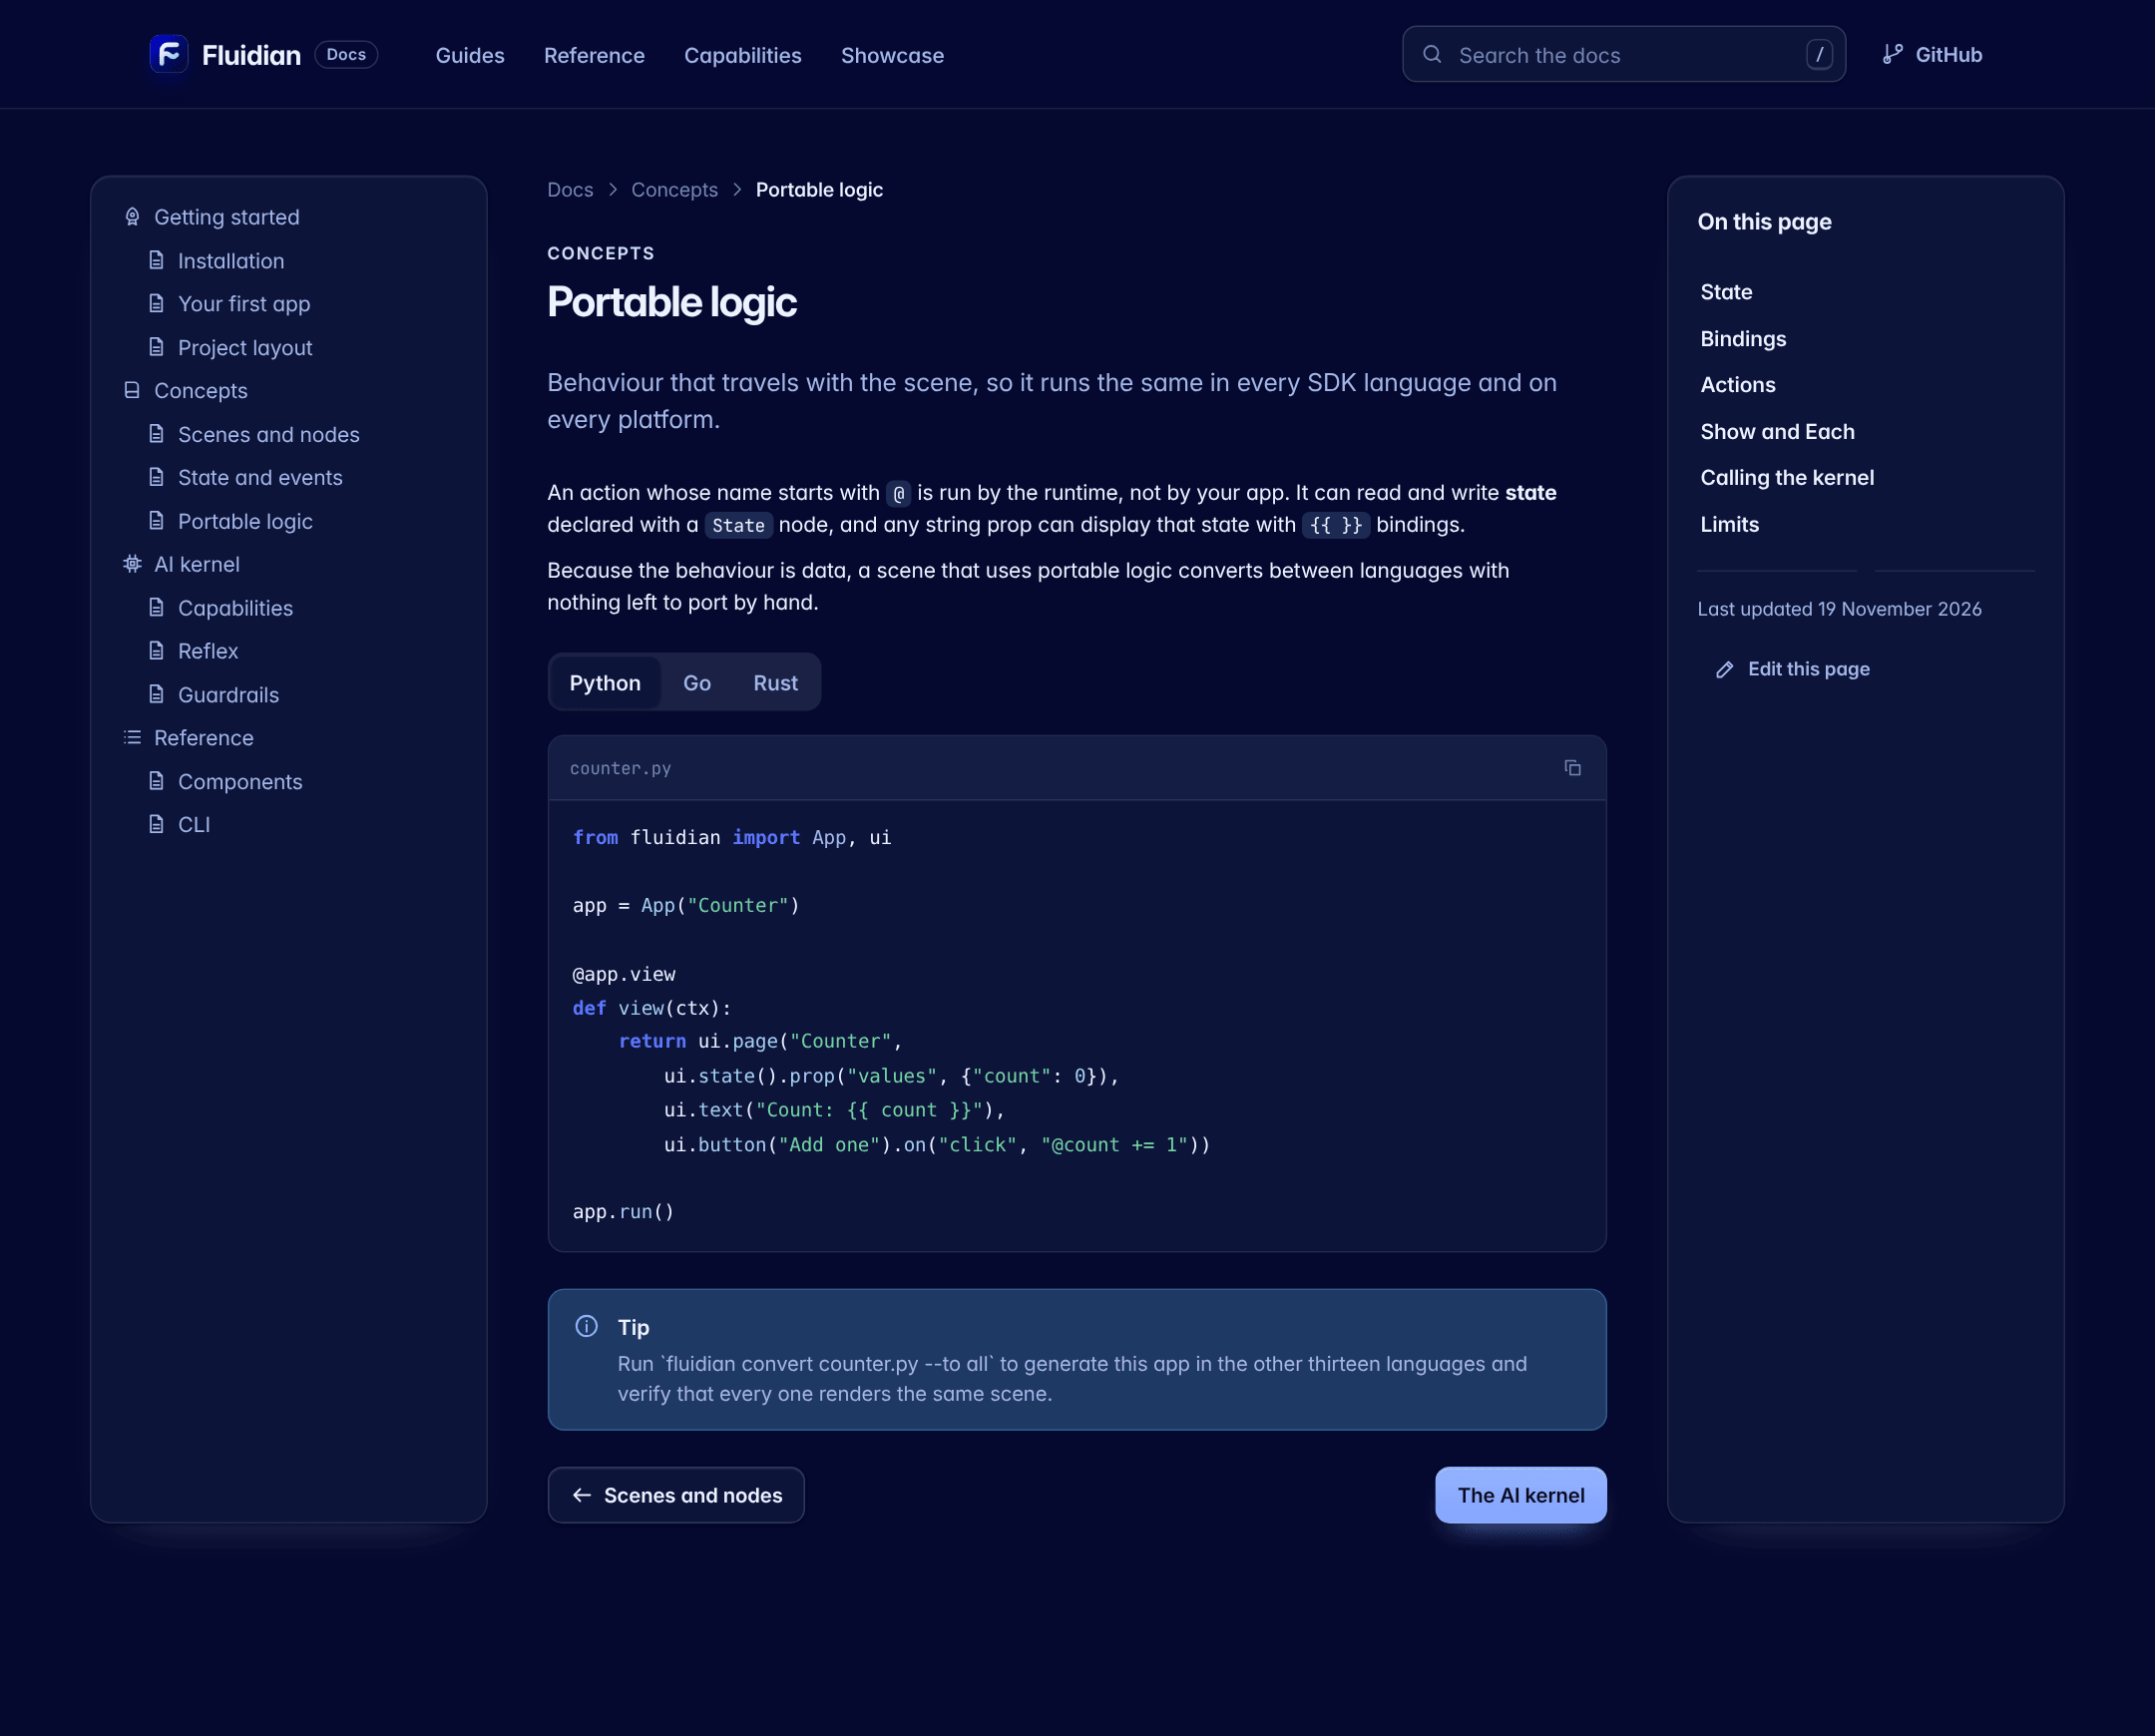 Fluidian Docs Guides Reference Capabilities Showcase Search the docs / GitHub
Getting started
Installation
Your first app
Project layout
Concepts
Scenes and nodes
State and events
Portable logic
AI kernel
Capabilities
Reflex
Guardrails
Reference
Components
CLI
Docs > Concepts > Portable logic
CONCEPTS
Portable logic
Behaviour that travels with the scene, so it runs the same in every SDK language and on
every platform.
An action whose name starts with @ is run by the runtime, not by your app. It can read and write state
declared with a State node, and any string prop can display that state with {{ }} bindings.
Because the behaviour is data, a scene that uses portable logic converts between languages with
nothing left to port by hand.
Python Go Rust
counter.py
from fluidian import App, ui

app = App("Counter")

@app.view
def view(ctx):
    return ui.page("Counter",
        ui.state().prop("values", {"count": 0}),
        ui.text("Count: {{ count }}"),
        ui.button("Add one").on("click", "@count += 1"))

app.run()
Tip
Run `fluidian convert counter.py --to all` to generate this app in the other thirteen languages and
verify that every one renders the same scene.
Scenes and nodes
The AI kernel
On this page
State
Bindings
Actions
Show and Each
Calling the kernel
Limits
Last updated 19 November 2026
Edit this page